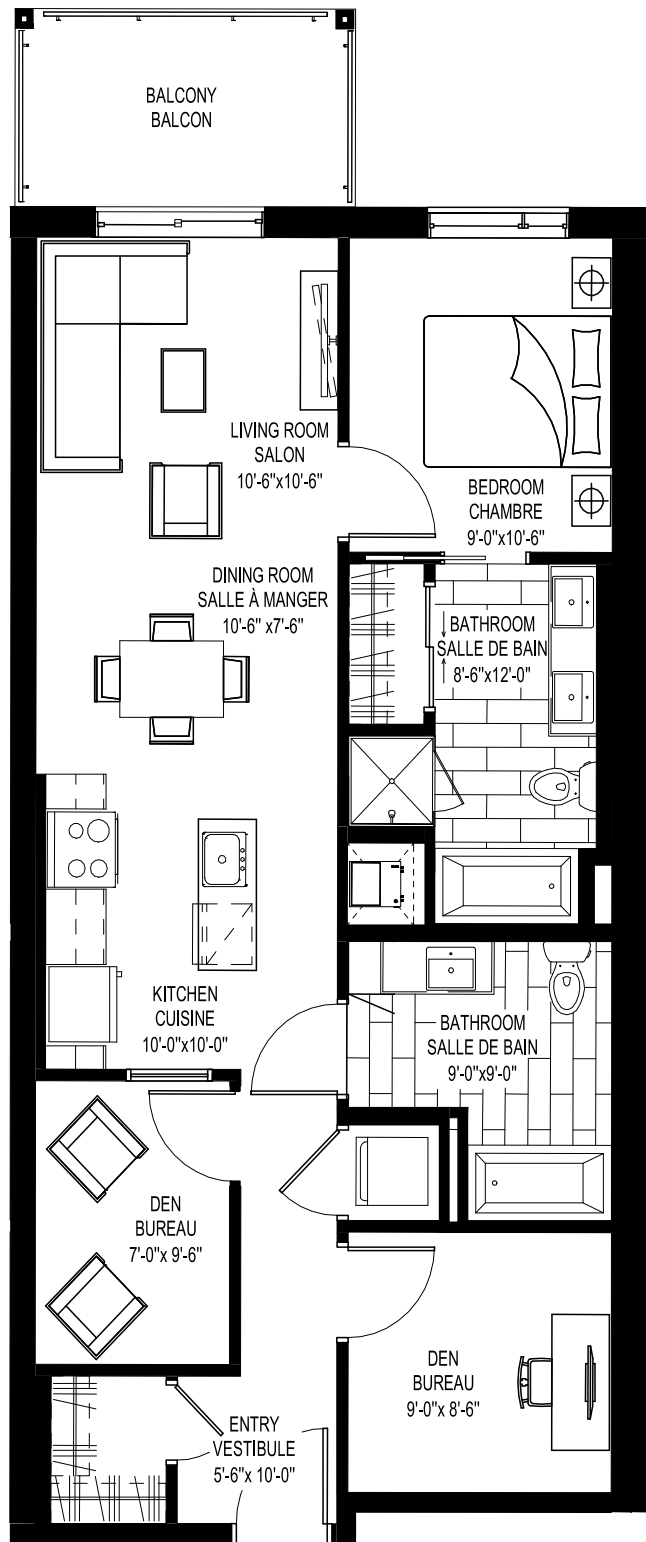 BALCONY
BALCON
LIVING ROOM
SALON
10'-6"x10'-6"
BEDROOM
CHAMBRE
9'-0"x10'-6"
DINING ROOM
SALLE À MANGER
10'-6" x7'-6"
BATHROOM
SALLE DE BAIN
8'-6"x12'-0"
KITCHEN
CUISINE
10'-0"x10'-0"
BATHROOM
SALLE DE BAIN
9'-0"x9'-0"
DEN
BUREAU
7'-0"x 9'-6"
DEN
BUREAU
9'-0"x 8'-6"
ENTRY
VESTIBULE
5'-6"x 10'-0"